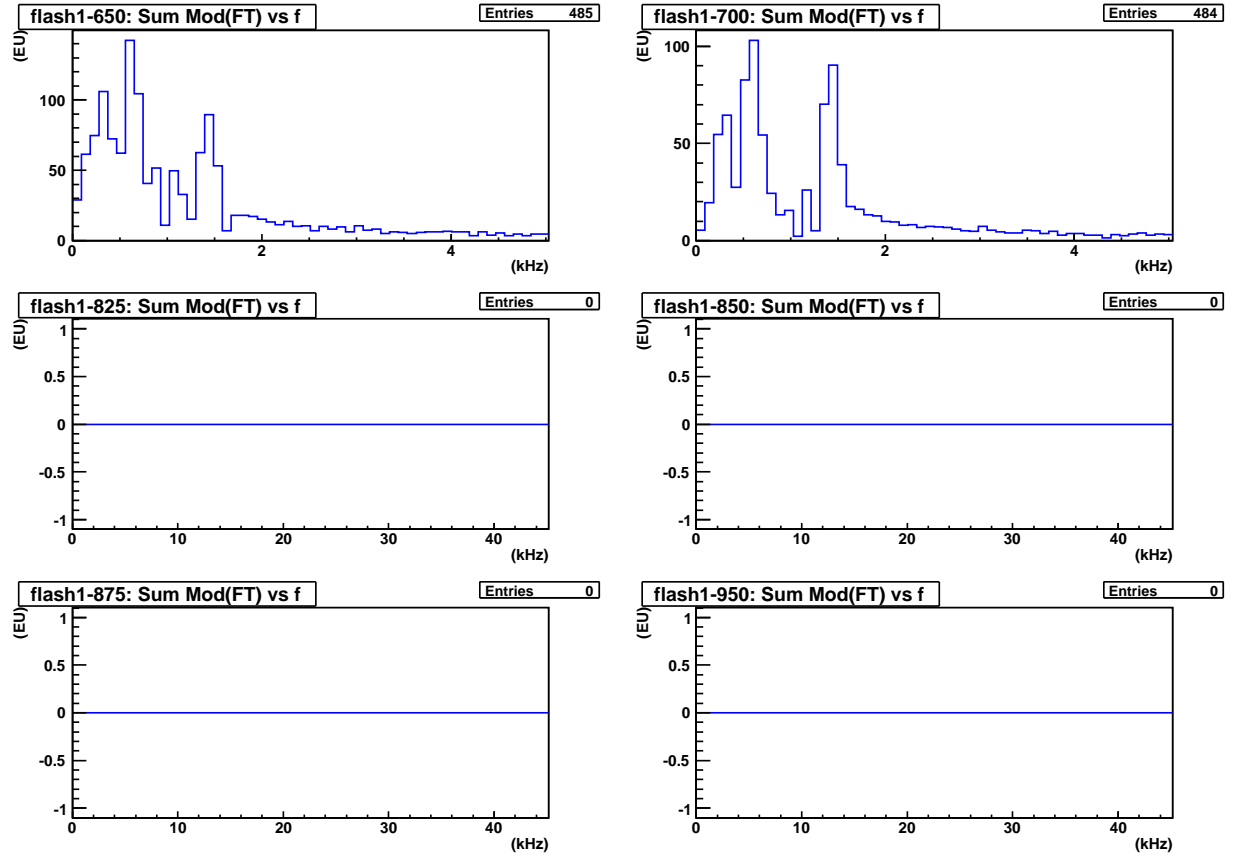 flash1-650: Sum Mod(FT) vs f
Entries 485
(EU)
100
50
0
0 2 4
(kHz)
flash1-700: Sum Mod(FT) vs f
Entries 484
(EU)
100
50
0
0 2 4
(kHz)
flash1-825: Sum Mod(FT) vs f
Entries 0
(EU)
1
0.5
0
-0.5
-1
0 10 20 30 40
(kHz)
flash1-850: Sum Mod(FT) vs f
Entries 0
(EU)
1
0.5
0
-0.5
-1
0 10 20 30 40
(kHz)
flash1-875: Sum Mod(FT) vs f
Entries 0
(EU)
1
0.5
0
-0.5
-1
0 10 20 30 40
(kHz)
flash1-950: Sum Mod(FT) vs f
Entries 0
(EU)
1
0.5
0
-0.5
-1
0 10 20 30 40
(kHz)